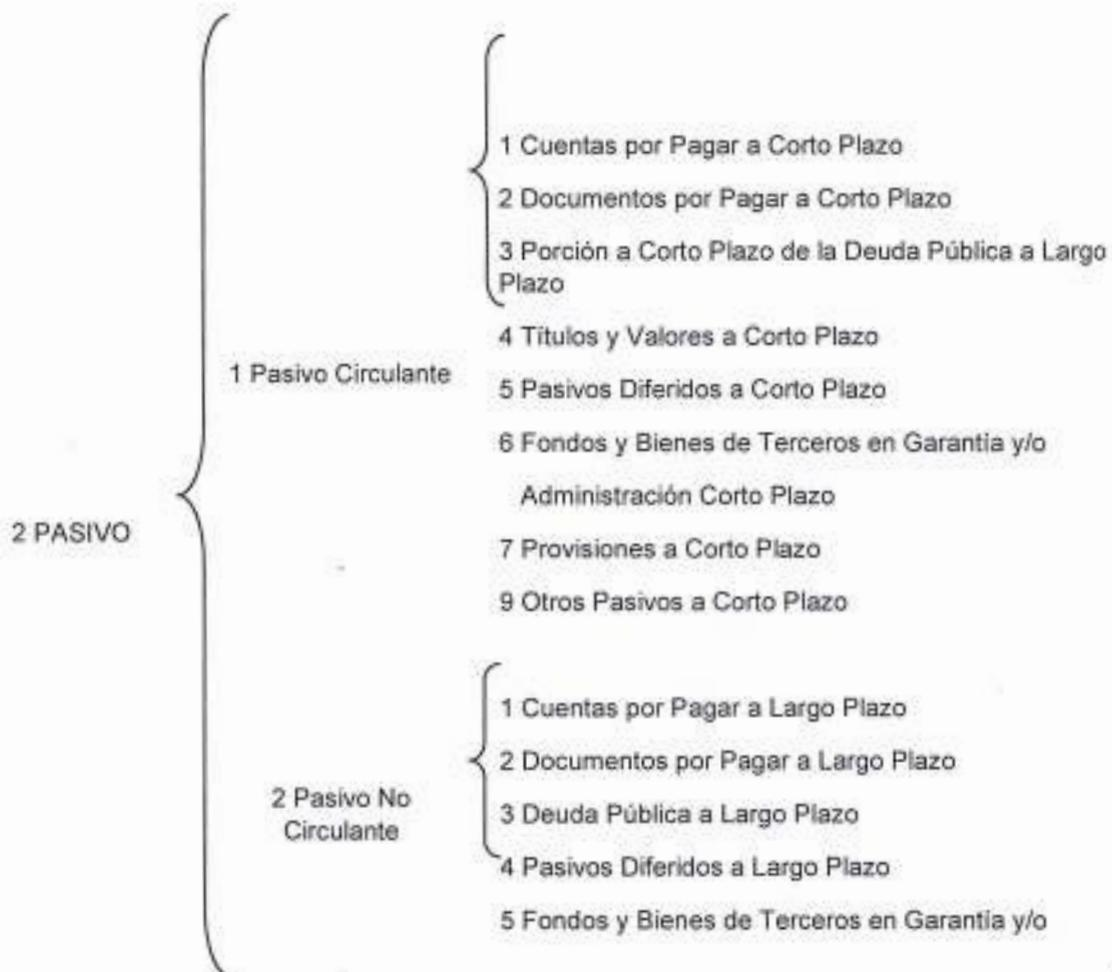 2 PASIVO
1 Pasivo Circulante
1 Cuentas por Pagar a Corto Plazo
2 Documentos por Pagar a Corto Plazo
3 Porción a Corto Plazo de la Deuda Pública a Largo
Plazo
4 Títulos y Valores a Corto Plazo
5 Pasivos Diferidos a Corto Plazo
6 Fondos y Bienes de Terceros en Garantía y/o
Administración Corto Plazo
7 Provisiones a Corto Plazo
9 Otros Pasivos a Corto Plazo
2 Pasivo No
Circulante
1 Cuentas por Pagar a Largo Plazo
2 Documentos por Pagar a Largo Plazo
3 Deuda Pública a Largo Plazo
4 Pasivos Diferidos a Largo Plazo
5 Fondos y Bienes de Terceros en Garantía y/o